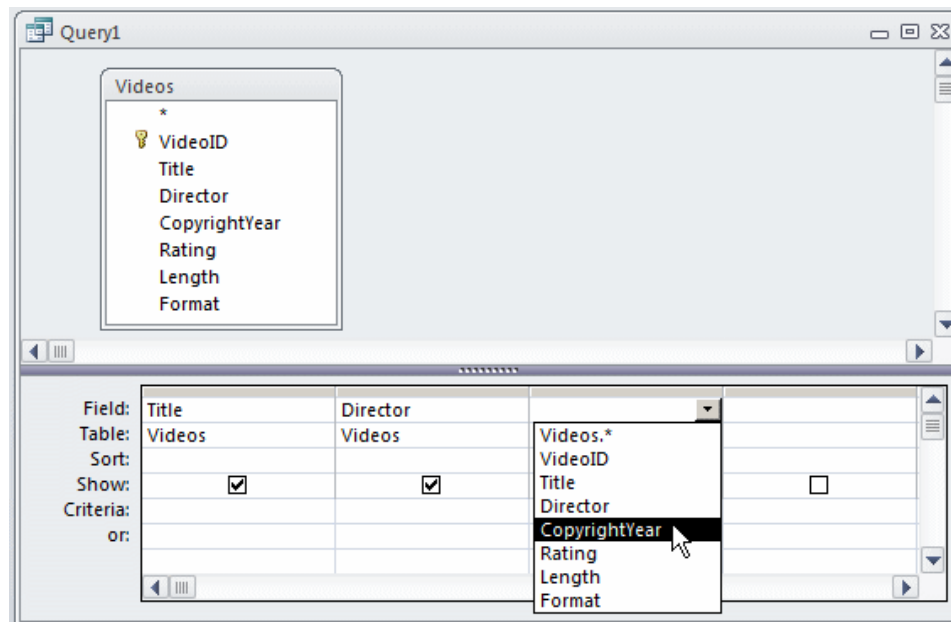 Query1
Videos
*
VideoID
Title
Director
CopyrightYear
Rating
Length
Format
Field: Title Director
Table: Videos Videos
Sort:
Show:
Criteria:
or:
Videos.*
VideoID
Title
Director
CopyrightYear
Rating
Length
Format